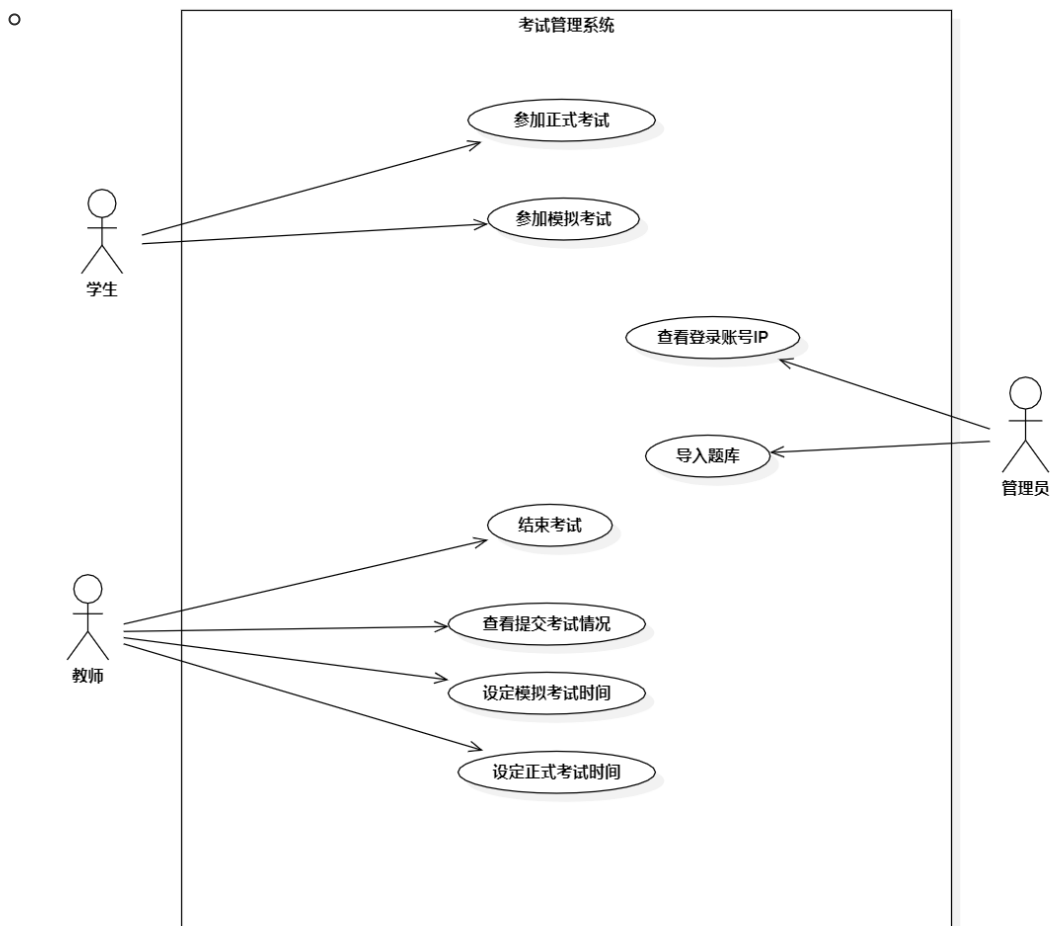 考试管理系统
参加正式考试
参加模拟考试
学生
查看登录账号IP
导入题库
管理员
结束考试
查看提交考试情况
教师
设定模拟考试时间
设定正式考试时间